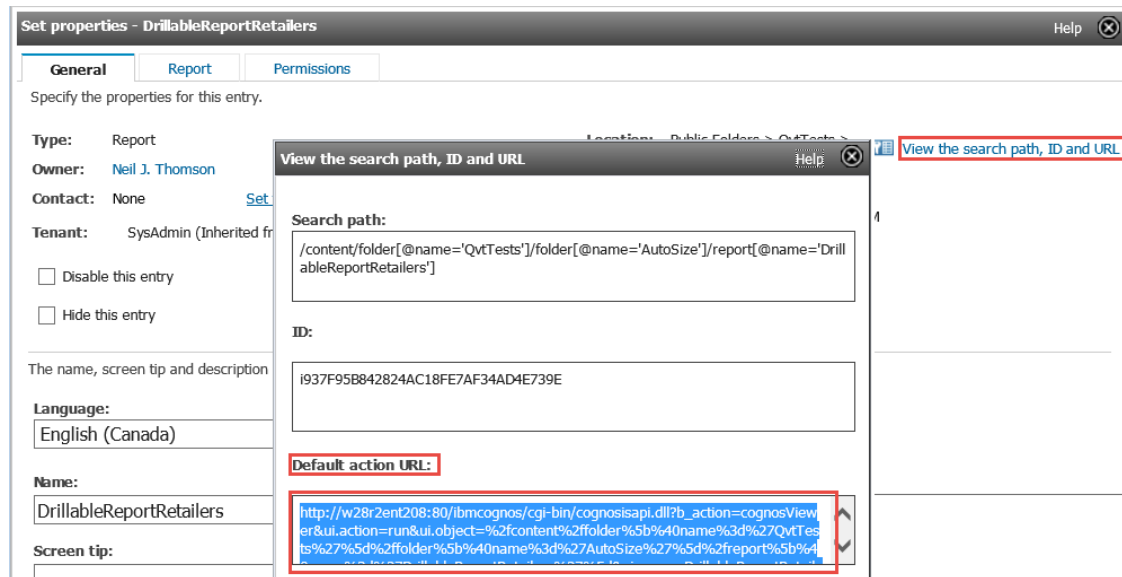 Set properties - DrillableReportRetailers
Help
General Report Permissions
Specify the properties for this entry.
Type: Report
Location: Public Folders > QvtTests >
View the search path, ID and URL
Owner: Neil J. Thomson
Contact: None Set
Tenant: SysAdmin (Inherited fr
Disable this entry
Hide this entry
The name, screen tip and description
Language:
English (Canada)
Name:
DrillableReportRetailers
Screen tip:
View the search path, ID and URL
Help
Search path:
/content/folder[@name='QvtTests']/folder[@name='AutoSize']/report[@name='Drill
ableReportRetailers']
ID:
i937F95B842824AC18FE7AF34AD4E739E
Default action URL:
http://w28r2ent208:80/ibmcognos/cgi-bin/cognosisapi.dll?b_action=cognosView
er&ui.action=run&ui.object=%2fcontent%2ffolder%5b%40name%3d%27QvtTes
ts%27%5d%2ffolder%5b%40name%3d%27AutoSize%27%5d%2freport%5b%4